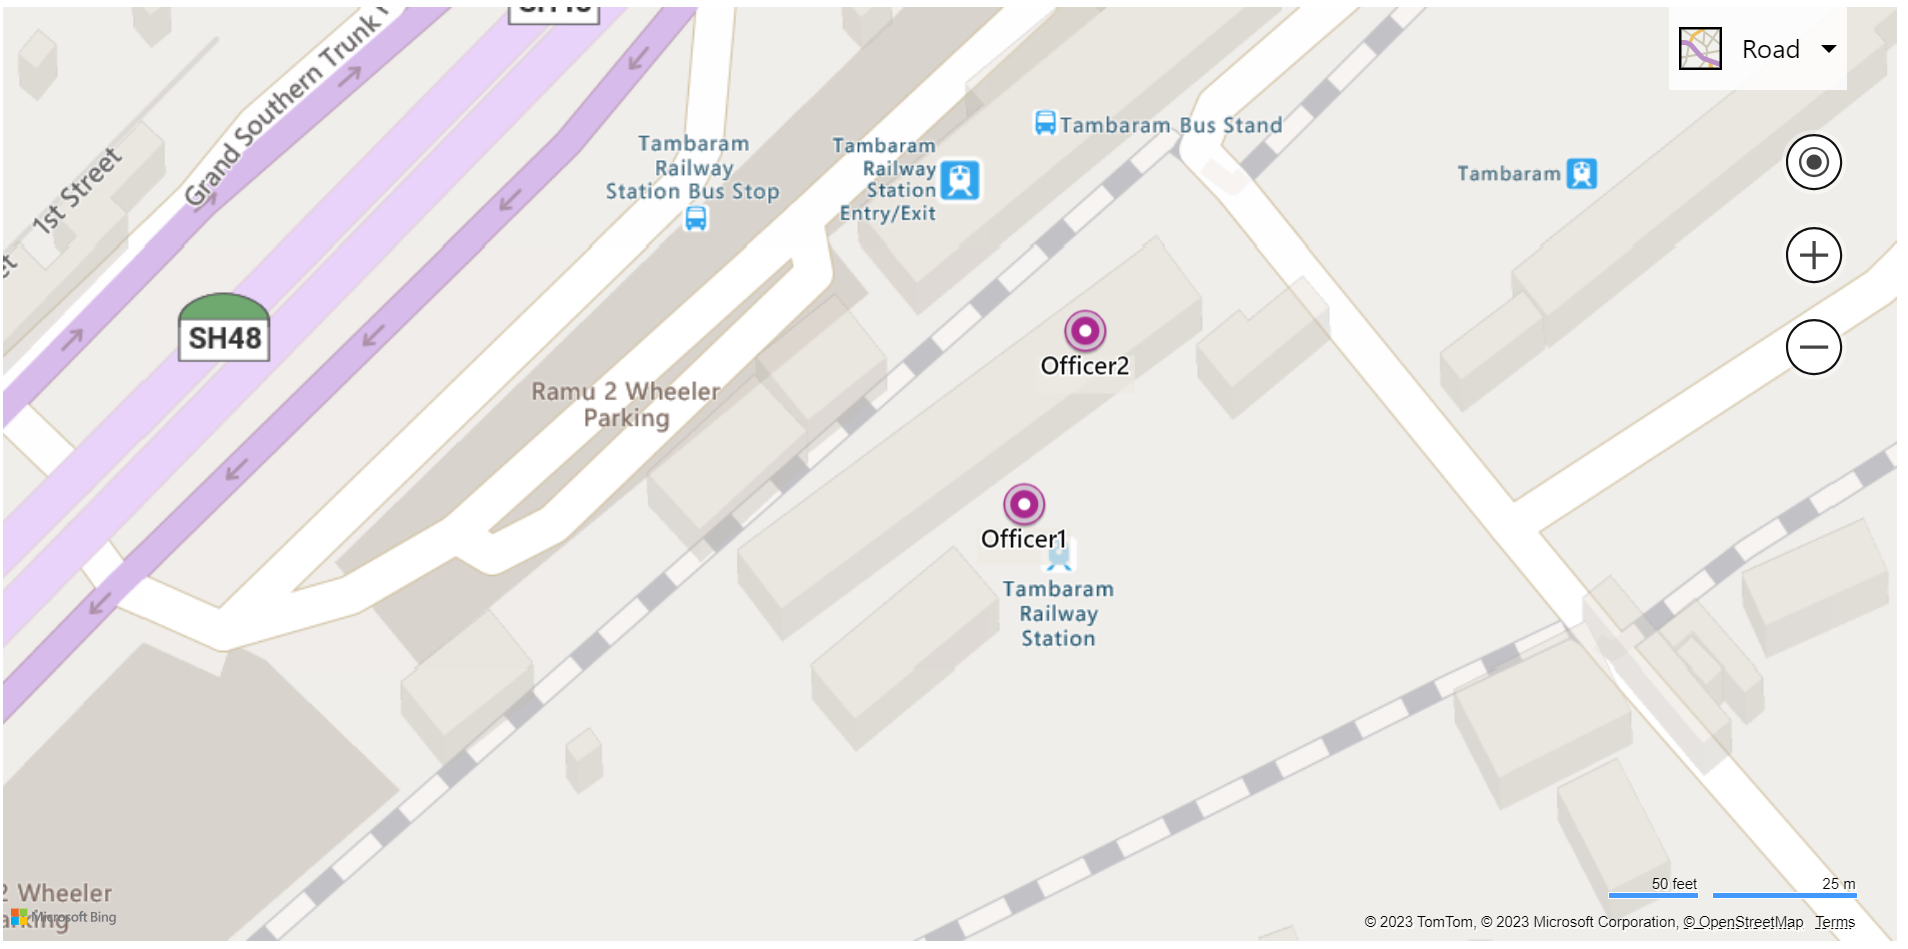 Road
Grand Southern Trunk
1st Street
Tambaram
Railway
Station Bus Stop
Tambaram
Railway
Station
Entry/Exit
Tambaram Bus Stand
Tambaram
SH48
Officer2
Ramu 2 Wheeler
Parking
Officer1
Tambaram
Railway
Station
2 Wheeler
Microsoft Bing
50 feet
25 m
© 2023 TomTom, © 2023 Microsoft Corporation, © OpenStreetMap Terms